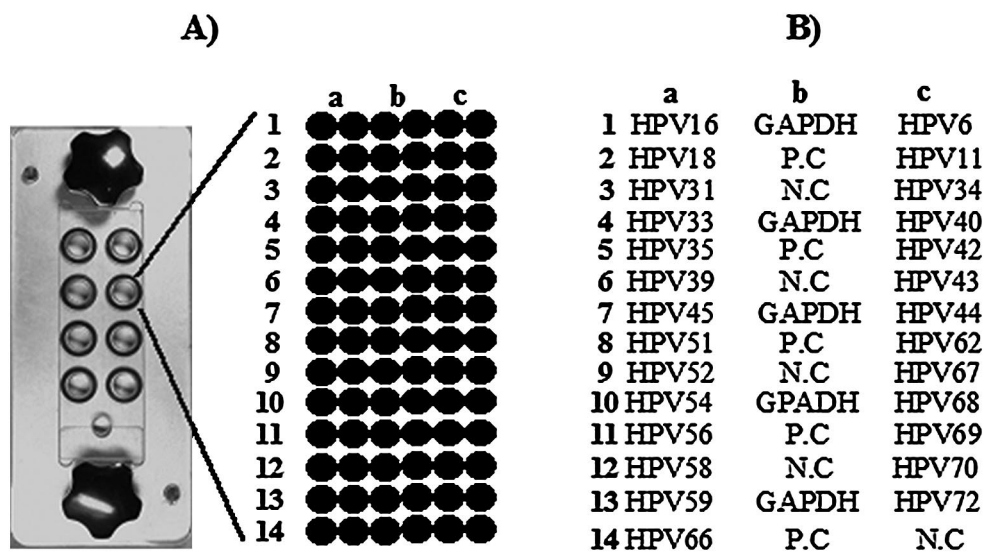 A)
B)
a b c
1
2
3
4
5
6
7
8
9
10
11
12
13
14
a b c
1 HPV16 GAPDH HPV6
2 HPV18 P.C HPV11
3 HPV31 N.C HPV34
4 HPV33 GAPDH HPV40
5 HPV35 P.C HPV42
6 HPV39 N.C HPV43
7 HPV45 GAPDH HPV44
8 HPV51 P.C HPV62
9 HPV52 N.C HPV67
10 HPV54 GPADH HPV68
11 HPV56 P.C HPV69
12 HPV58 N.C HPV70
13 HPV59 GAPDH HPV72
14 HPV66 P.C N.C